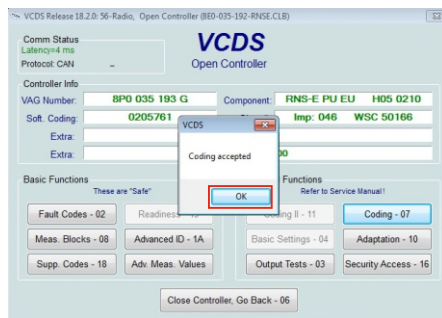 VCDS Release 18.2.0: 56-Radio, Open Controller (8E0-035-192-RNSE.CLB)
Comm Status
Latency=4 ms
Protocol: CAN
VCDS
Open Controller
Controller Info
VAG Number: 8P0 035 193 G Component: RNS-E PU EU H05 0210
Soft. Coding: 0205761 Imp: 046 WSC 50166
Extra:
Extra:
VCDS
Coding accepted
OK
Basic Functions
These are "Safe"
Functions
Refer to Service Manual!
Fault Codes - 02 Readiness Coding II - 11 Coding - 07
Meas. Blocks - 08 Advanced ID - 1A Basic Settings - 04 Adaptation - 10
Supp. Codes - 18 Adv. Meas. Values Output Tests - 03 Security Access - 16
Close Controller, Go Back - 06